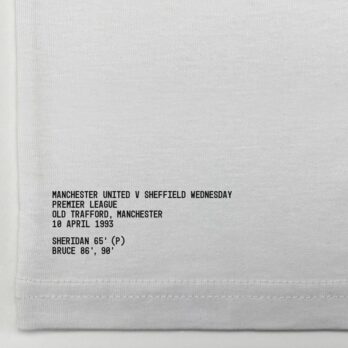 MANCHESTER UNITED V SHEFFIELD WEDNESDAY
PREMIER LEAGUE
OLD TRAFFORD, MANCHESTER
10 APRIL 1993
SHERIDAN 65' (P)
BRUCE 86', 90'